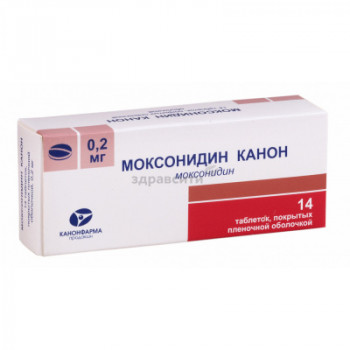 0,2
мг
МОКСОНИДИН КАНОН
моксонидин
здравсити
КАНОНФАРМА
14
таблеток, покрытых
пленочной оболочкой